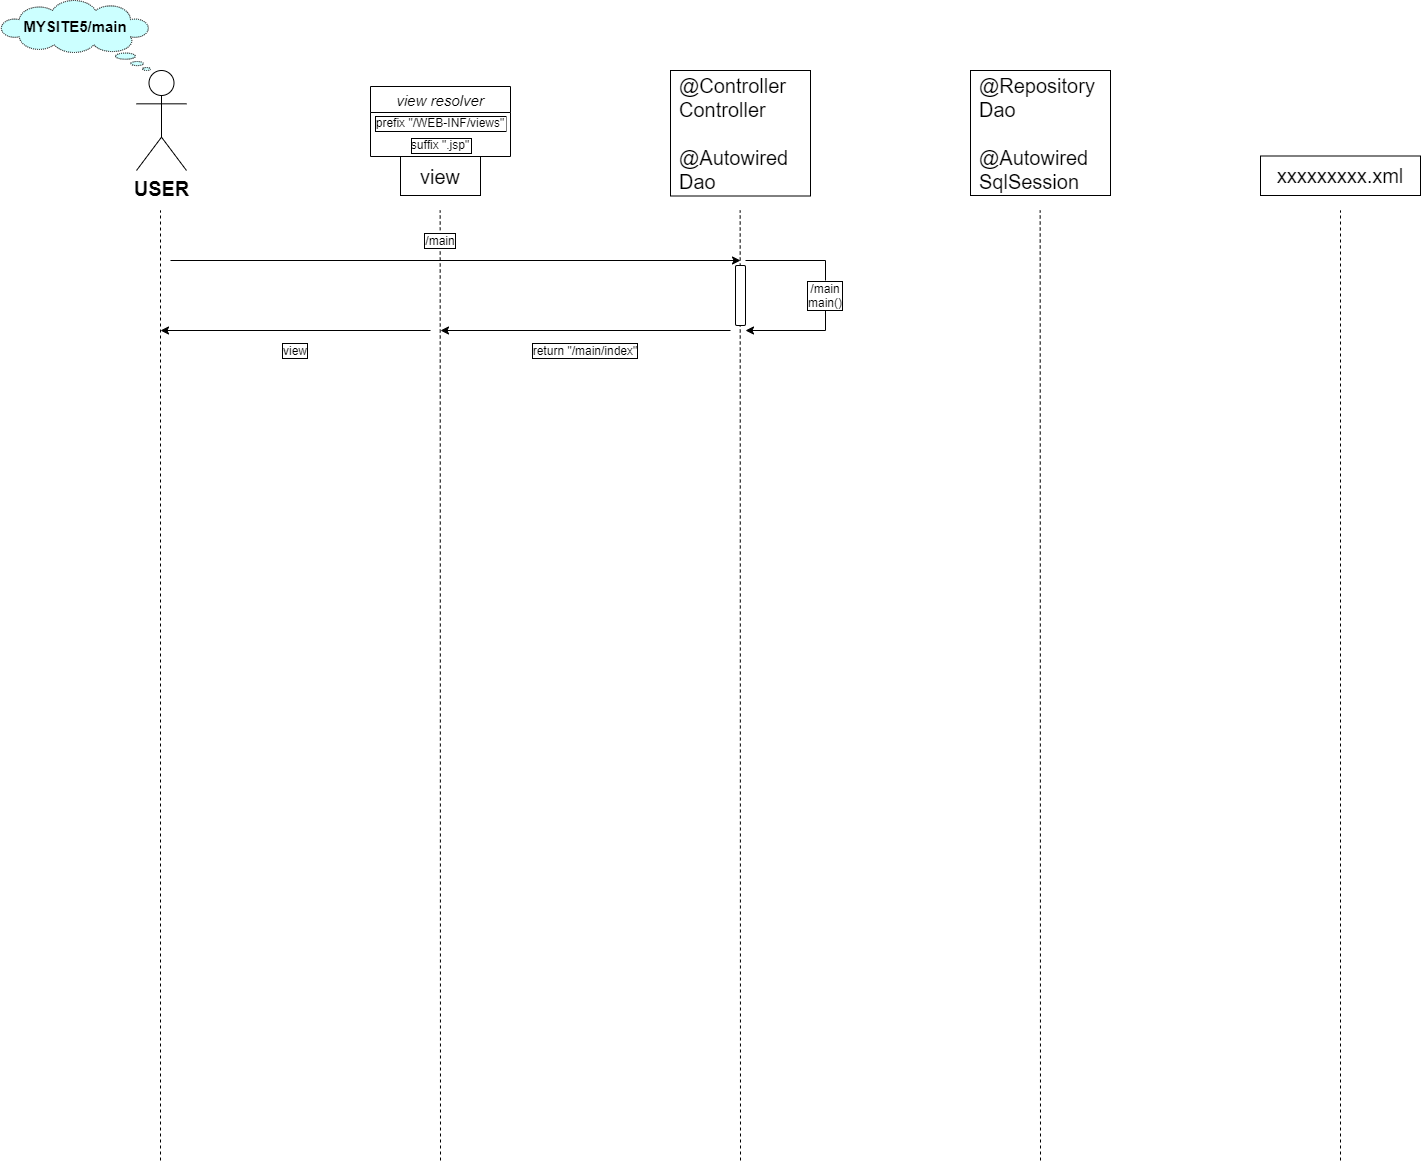 MYSITE5/main
USER
view resolver
prefix "/WEB-INF/views"
suffix ".jsp"
view
@Controller
Controller
@Autowired
Dao
@Repository
Dao
@Autowired
SqlSession
xxxxxxxxx.xml
/main
/main
main()
view
return "/main/index"